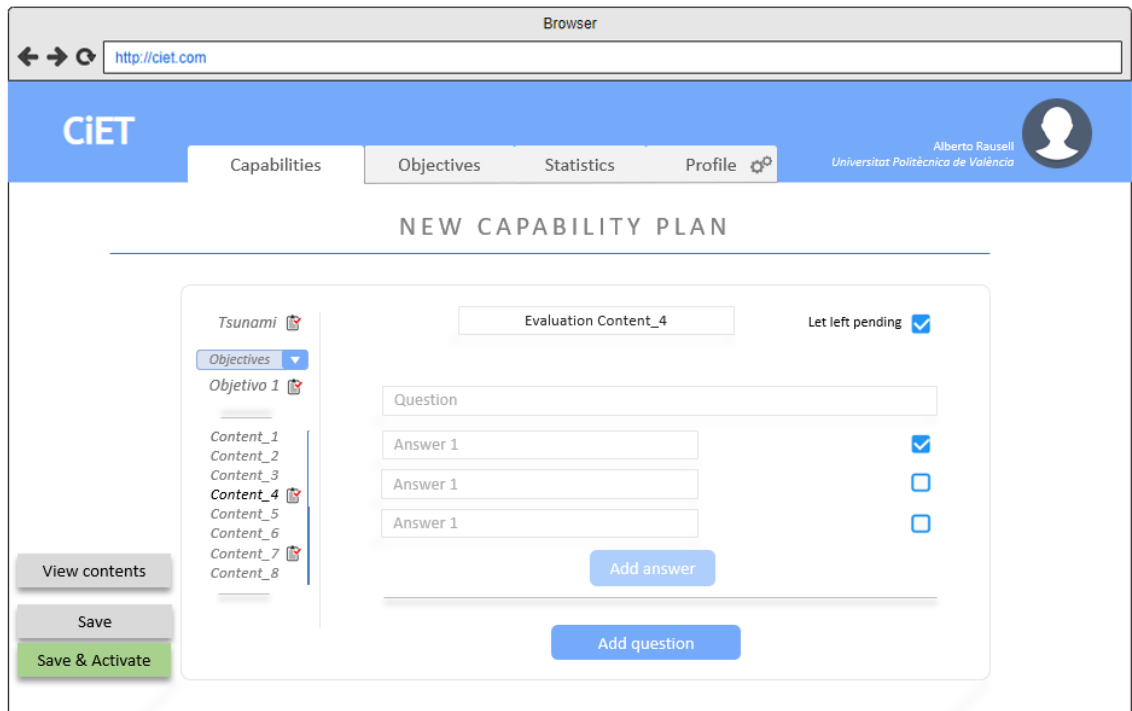 Browser
http://ciet.com
CiET
Alberto Rausell
Universitat Politècnica de València
Capabilities
Objectives
Statistics
Profile
NEW CAPABILITY PLAN
Tsunami
Objectives
Objetivo 1
Content_1
Content_2
Content_3
Content_4
Content_5
Content_6
Content_7
Content_8
Evaluation Content_4
Let left pending
Question
Answer 1
Answer 1
Answer 1
Add answer
Add question
View contents
Save
Save & Activate